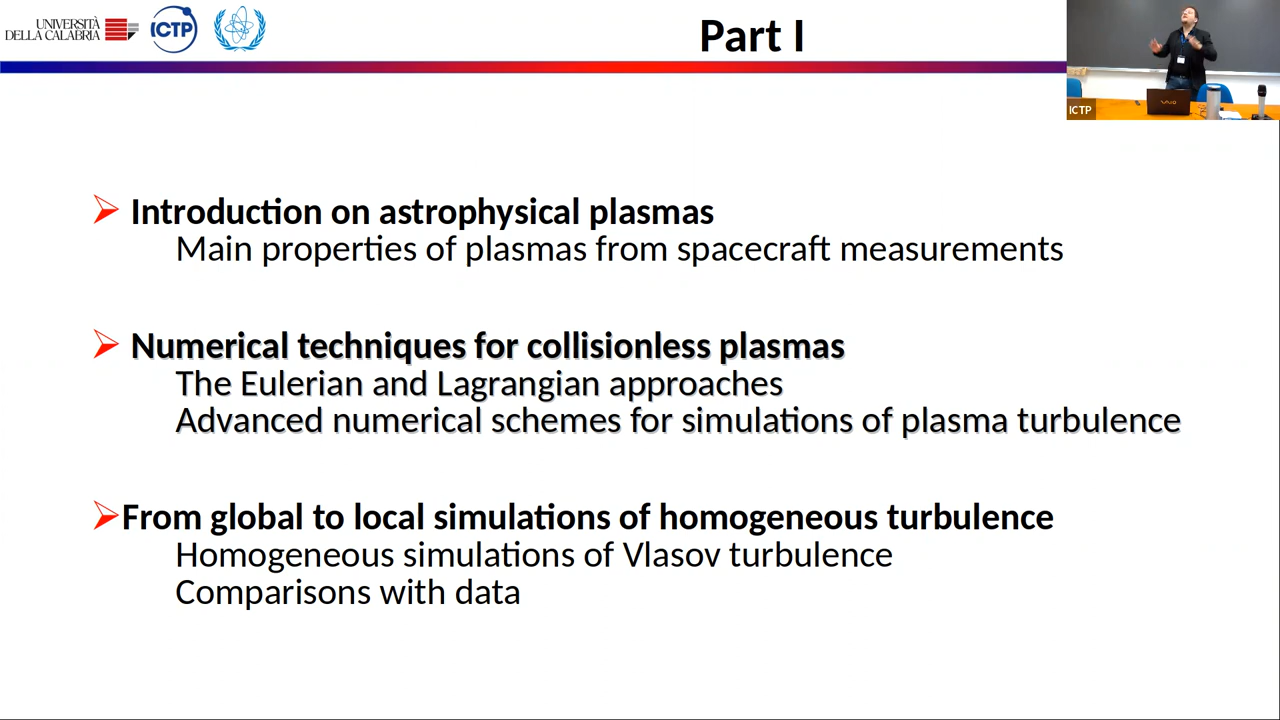 UNIVERSITÀ
DELLA CALABRIA
ICTP
Part I
VAIO
ICTP
Introduction on astrophysical plasmas
Main properties of plasmas from spacecraft measurements
Numerical techniques for collisionless plasmas
The Eulerian and Lagrangian approaches
Advanced numerical schemes for simulations of plasma turbulence
From global to local simulations of homogeneous turbulence
Homogeneous simulations of Vlasov turbulence
Comparisons with data